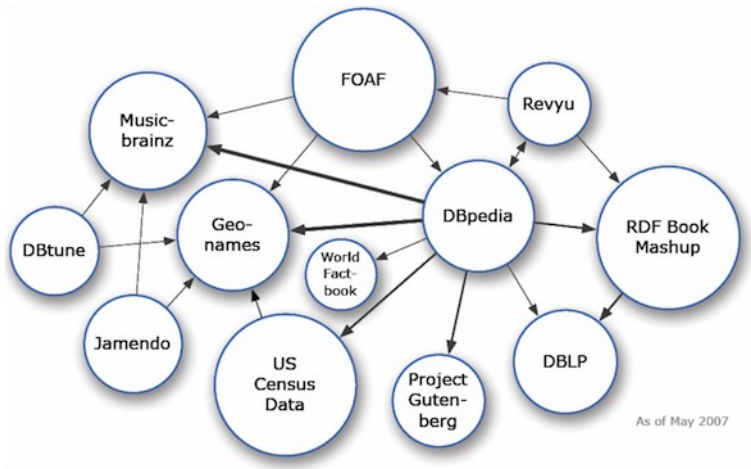 FOAF
Music-
brainz
Revyu
DBpedia
Geo-
names
RDF Book
Mashup
DBtune
World
Fact-
book
Jamendo
US
Census
Data
Project
Guten-
berg
DBLP
As of May 2007